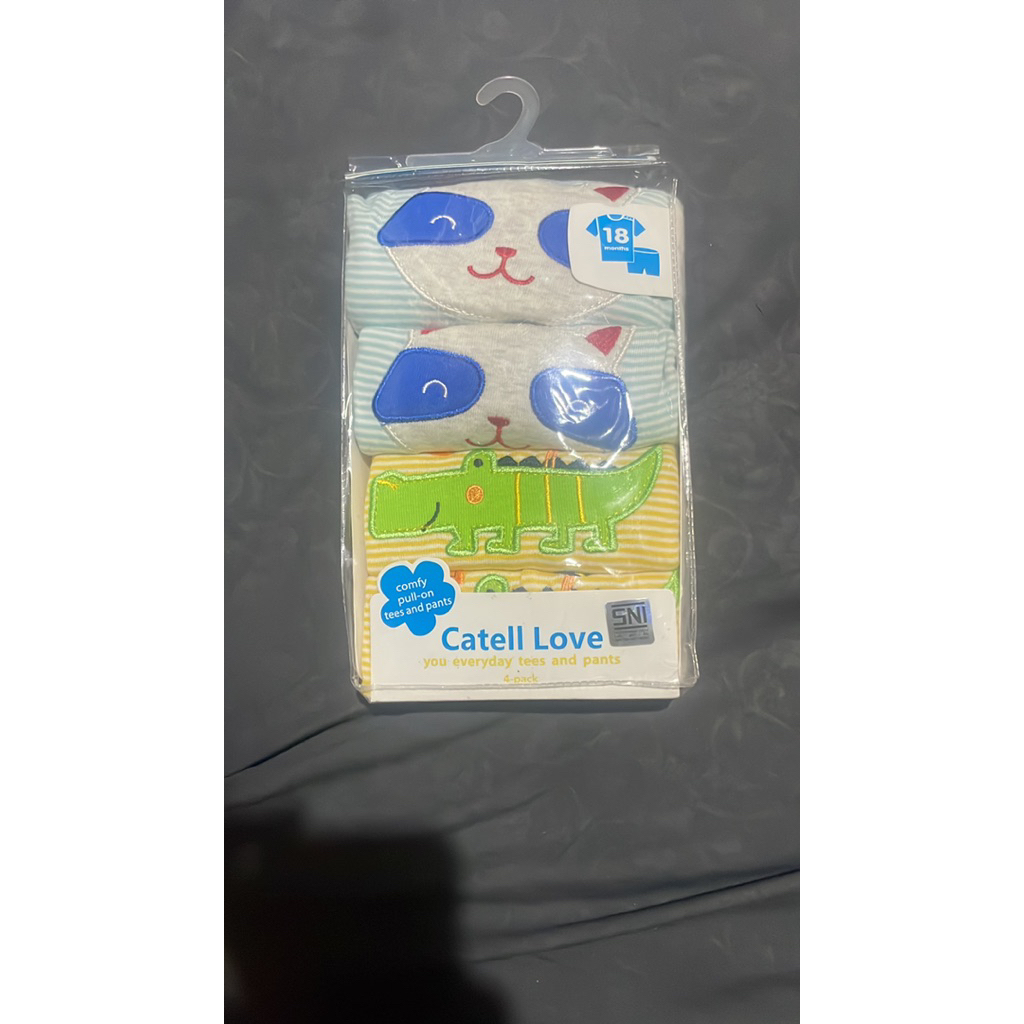 18
months
comfy
pull-on
tees and pants
SNI
Catell Love
you everyday tees and pants
4-pack